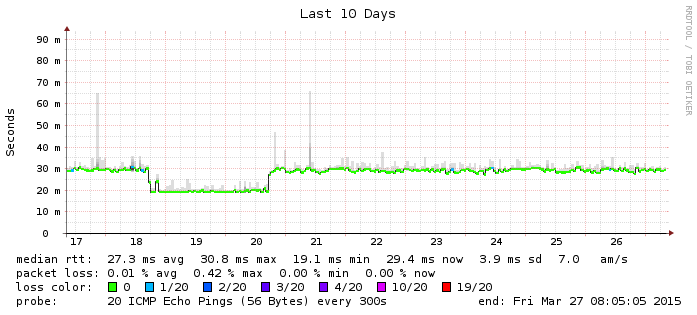 Last 10 Days
RRDTOOL / TOBI OETIKER
Seconds
90 m
80 m
70 m
60 m
50 m
40 m
30 m
20 m
10 m
0
17 18 19 20 21 22 23 24 25 26
median rtt: 27.3 ms avg 30.8 ms max 19.1 ms min 29.4 ms now 3.9 ms sd 7.0 am/s
packet loss: 0.01 % avg 0.42 % max 0.00 % min 0.00 % now
loss color: 0 1/20 2/20 3/20 4/20 10/20 19/20
probe: 20 ICMP Echo Pings (56 Bytes) every 300s end: Fri Mar 27 08:05:05 2015